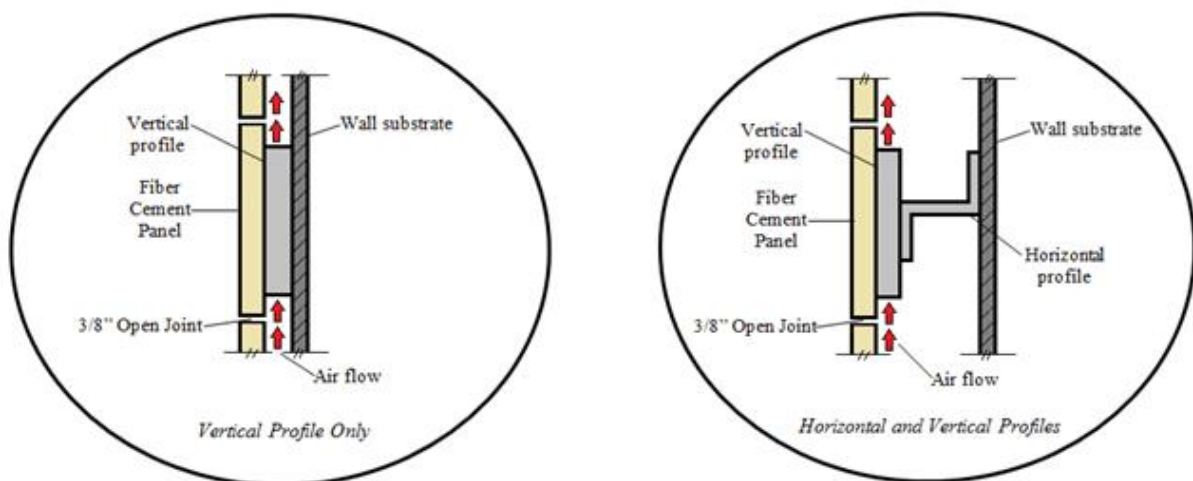 Vertical
profile
Wall substrate
Fiber
Cement
Panel
3/8” Open Joint
Air flow
Vertical Profile Only
Vertical
profile
Wall substrate
Fiber
Cement
Panel
Horizontal
profile
3/8” Open Joint
Air flow
Horizontal and Vertical Profiles